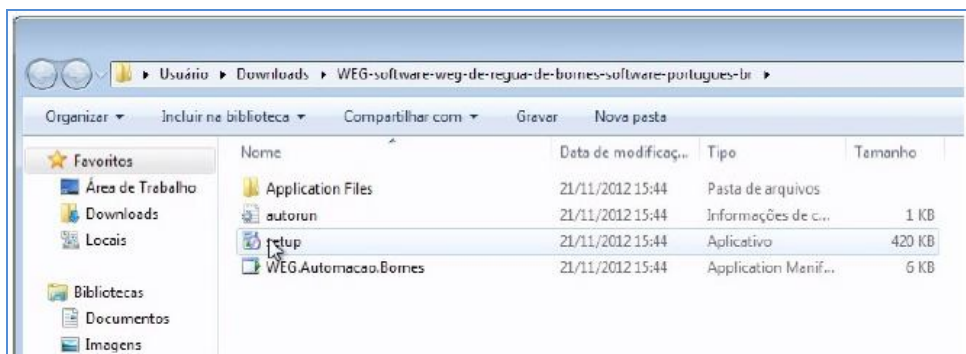 Usuário Downloads WEG-software-weg-de-regua-de-bornes-software-portugues-br
Organizar Incluir na biblioteca Compartilhar com Gravar Nova pasta
Favoritos
Área de Trabalho
Downloads
Locais
Bibliotecas
Documentos
Imagens
Nome Data de modificaç... Tipo Tamanho
Application Files 21/11/2012 15:44 Pasta de arquivos
autorun 21/11/2012 15:44 Informações de c... 1 KB
setup 21/11/2012 15:44 Aplicativo 420 KB
WEG.Automacao.Bornes 21/11/2012 15:44 Application Manif... 6 KB